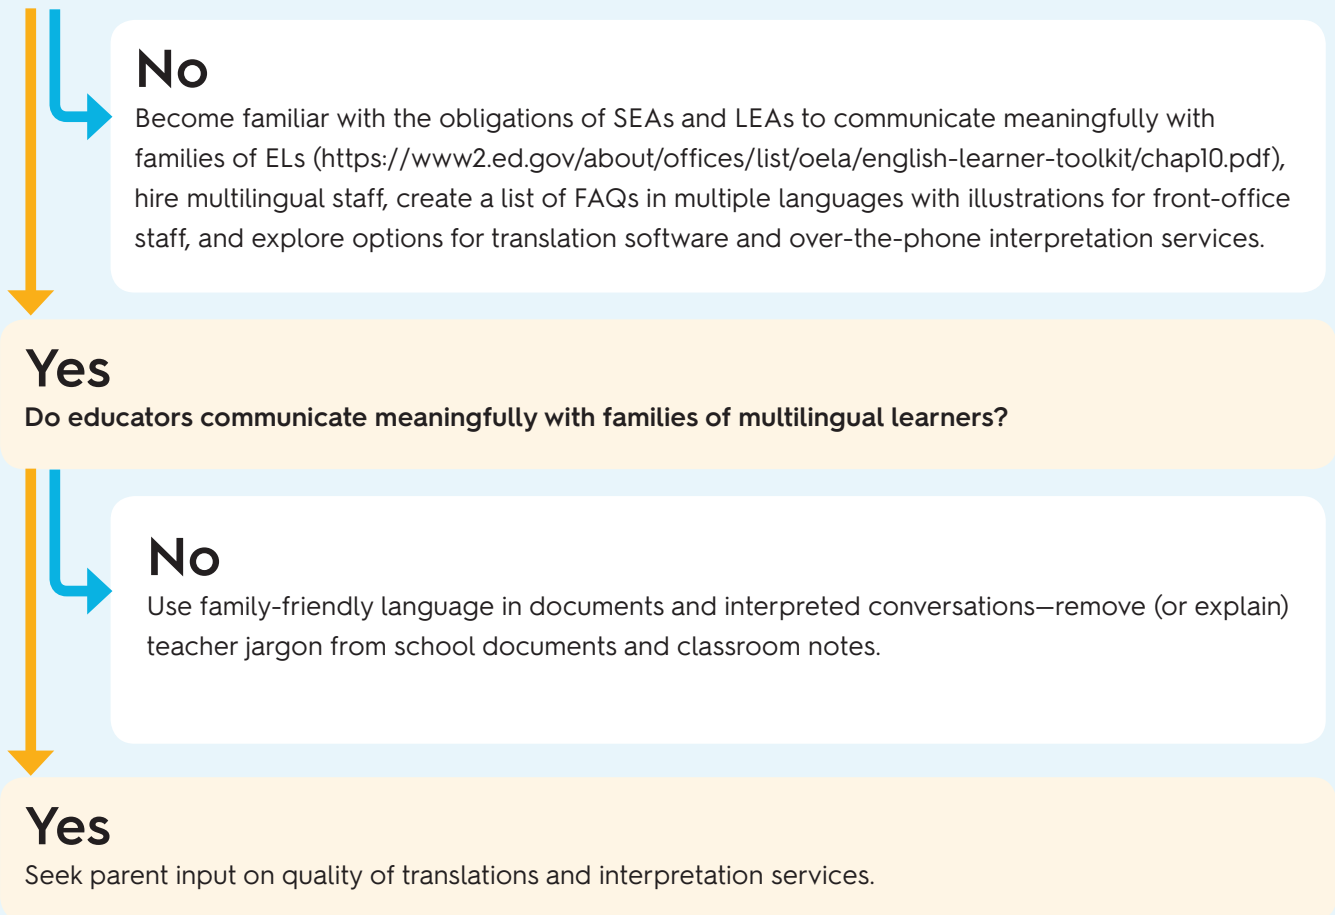 No
Become familiar with the obligations of SEAs and LEAs to communicate meaningfully with
families of ELs (https://www2.ed.gov/about/offices/list/oela/english-learner-toolkit/chap10.pdf),
hire multilingual staff, create a list of FAQs in multiple languages with illustrations for front-office
staff, and explore options for translation software and over-the-phone interpretation services.
Yes
Do educators communicate meaningfully with families of multilingual learners?
No
Use family-friendly language in documents and interpreted conversations—remove (or explain)
teacher jargon from school documents and classroom notes.
Yes
Seek parent input on quality of translations and interpretation services.